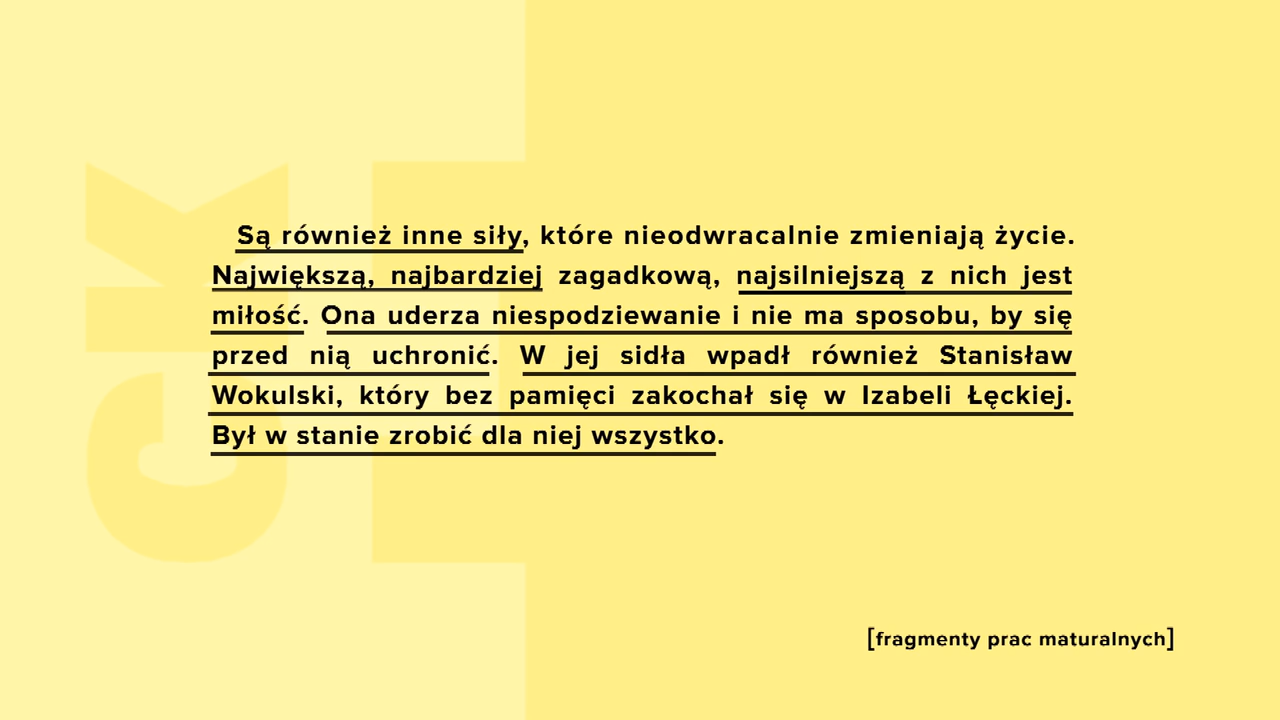 Są również inne siły, które nieodwracalnie zmieniają życie.
Największą, najbardziej zagadkową, najsilniejszą z nich jest
miłość. Ona uderza niespodziewanie i nie ma sposobu, by się
przed nią uchronić. W jej sidła wpadł również Stanisław
Wokulski, który bez pamięci zakochał się w Izabeli Łęckiej.
Był w stanie zrobić dla niej wszystko.
[fragmenty prac maturalnych]